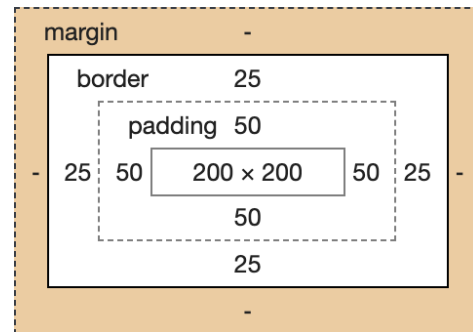 margin -
border 25
padding 50
- 25 50 200 × 200 50 25 -
50
25
-